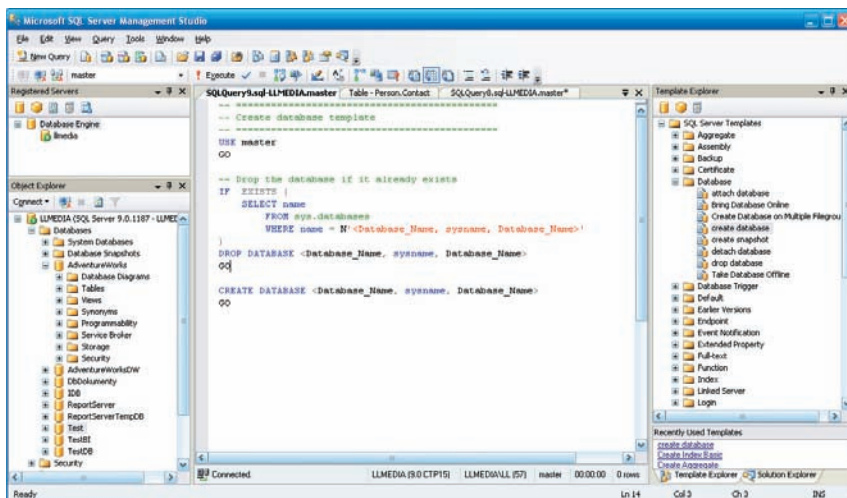 Microsoft SQL Server Management Studio
File Edit View Query Tools Window Help
New Query
master
Execute
Registered Servers
Database Engine
llmedia
Object Explorer
Connect
LLMEDIA (SQL Server 9.0.1187 - LLMED
Databases
System Databases
Database Snapshots
AdventureWorks
Database Diagrams
Tables
Views
Synonyms
Programmability
Service Broker
Storage
Security
AdventureWorksDW
DBDokumenty
IDB
ReportServer
ReportServerTempDB
Test
TestBI
TestDB
Security
SQLQuery9.sql-LLMEDIA.master Table - Person.Contact SQLQuery8.sql-LLMEDIA.master*
-- =============================================
-- Create database template
-- =============================================
USE master
GO
-- Drop the database if it already exists
IF EXISTS (
SELECT name
FROM sys.databases
WHERE name = N'<Database_Name, sysname, Database_Name>'
)
DROP DATABASE <Database_Name, sysname, Database_Name>
GO
CREATE DATABASE <Database_Name, sysname, Database_Name>
GO
Connected. LLMEDIA (9.0 CTP15) LLMEDIA\LL (57) master 00:00:00 0 rows
Template Explorer
SQL Server Templates
Aggregate
Assembly
Backup
Certificate
Database
attach database
Bring Database Online
Create Database on Multiple Filegrou
create database
create snapshot
detach database
drop database
Take Database Offline
Database Trigger
Default
Earlier Versions
Endpoint
Event Notification
Extended Property
Full-text
Function
Index
Linked Server
Login
Recently Used Templates
create database
Create Index Basic
Create Aggregate
Template Explorer Solution Explorer
Ready Ln 14 Col 3 Ch 3 INS